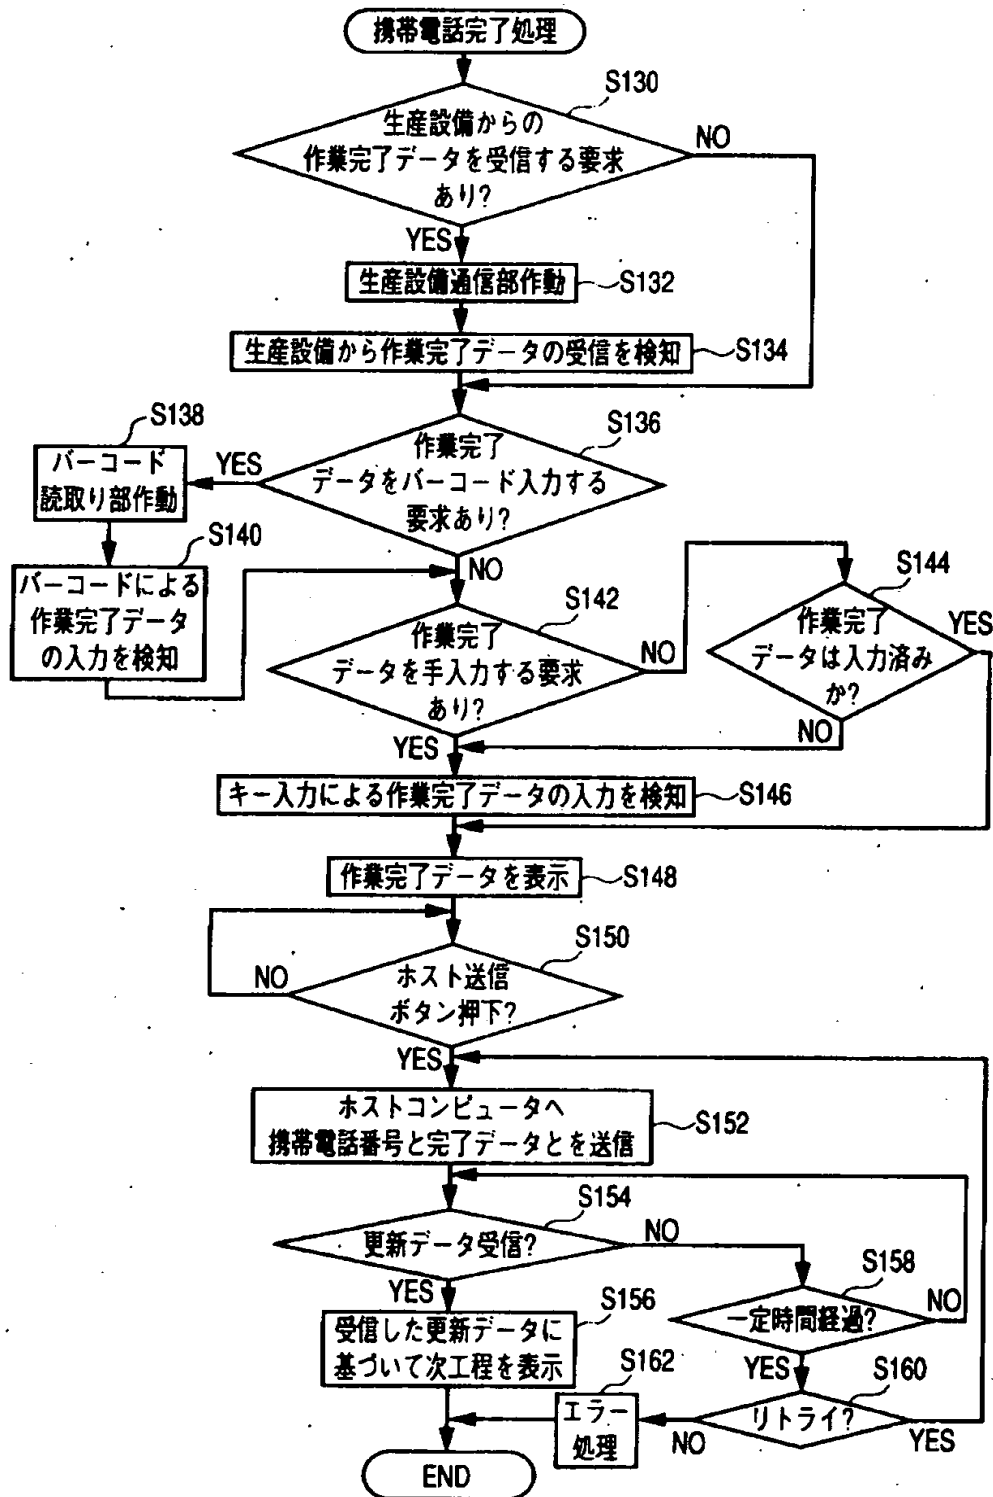 携帯電話完了処理
S130
生産設備からの
作業完了データを受信する要求
あり?
NO
YES
生産設備通信部作動
S132
生産設備から作業完了データの受信を検知
S134
S136
作業完了
データをバーコード入力する
要求あり?
YES
NO
S138
バーコード
読取り部作動
S140
バーコードによる
作業完了データ
の入力を検知
S142
作業完了
データを手入力する要求
あり?
NO
YES
S144
作業完了
データは入力済み
か?
YES
NO
キー入力による作業完了データの入力を検知
S146
作業完了データを表示
S148
S150
ホスト送信
ボタン押下?
NO
YES
ホストコンピュータへ
携帯電話番号と完了データとを送信
S152
S154
更新データ受信?
NO
YES
S156
受信した更新データに
基づいて次工程を表示
S158
一定時間経過?
NO
YES
S160
リトライ?
YES
NO
S162
エラー
処理
END